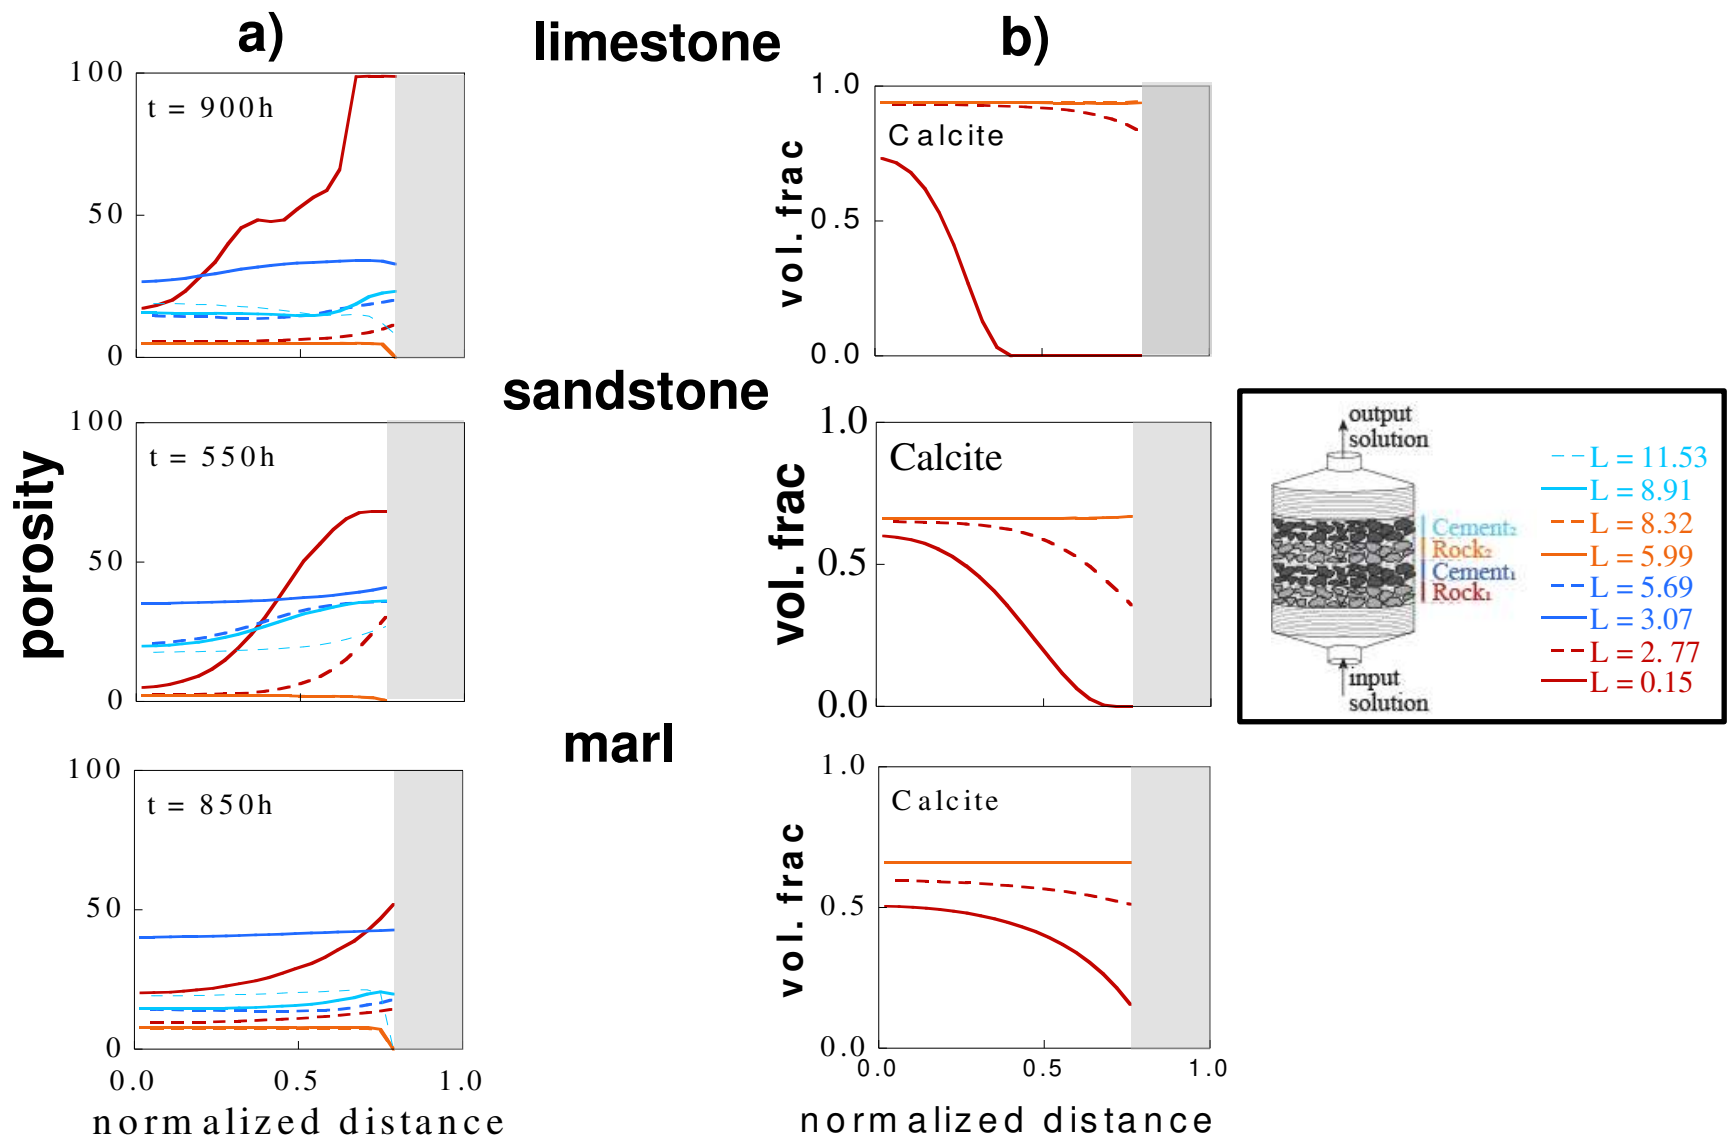 a)
limestone
b)
100
t = 900h
50
0
1.0
Calcite
0.5
0.0
vol. frac
sandstone
100
t = 550h
50
0
porosity
1.0
Calcite
0.5
0.0
vol. frac
output
solution
Cement₂
Rock₂
Cement₁
Rock₁
input
solution
L = 11.53
L = 8.91
L = 8.32
L = 5.99
L = 5.69
L = 3.07
L = 2. 77
L = 0.15
marl
100
t = 850h
50
0
0.0 0.5 1.0
normalized distance
1.0
Calcite
0.5
0.0
vol. frac
0.0 0.5 1.0
normalized distance